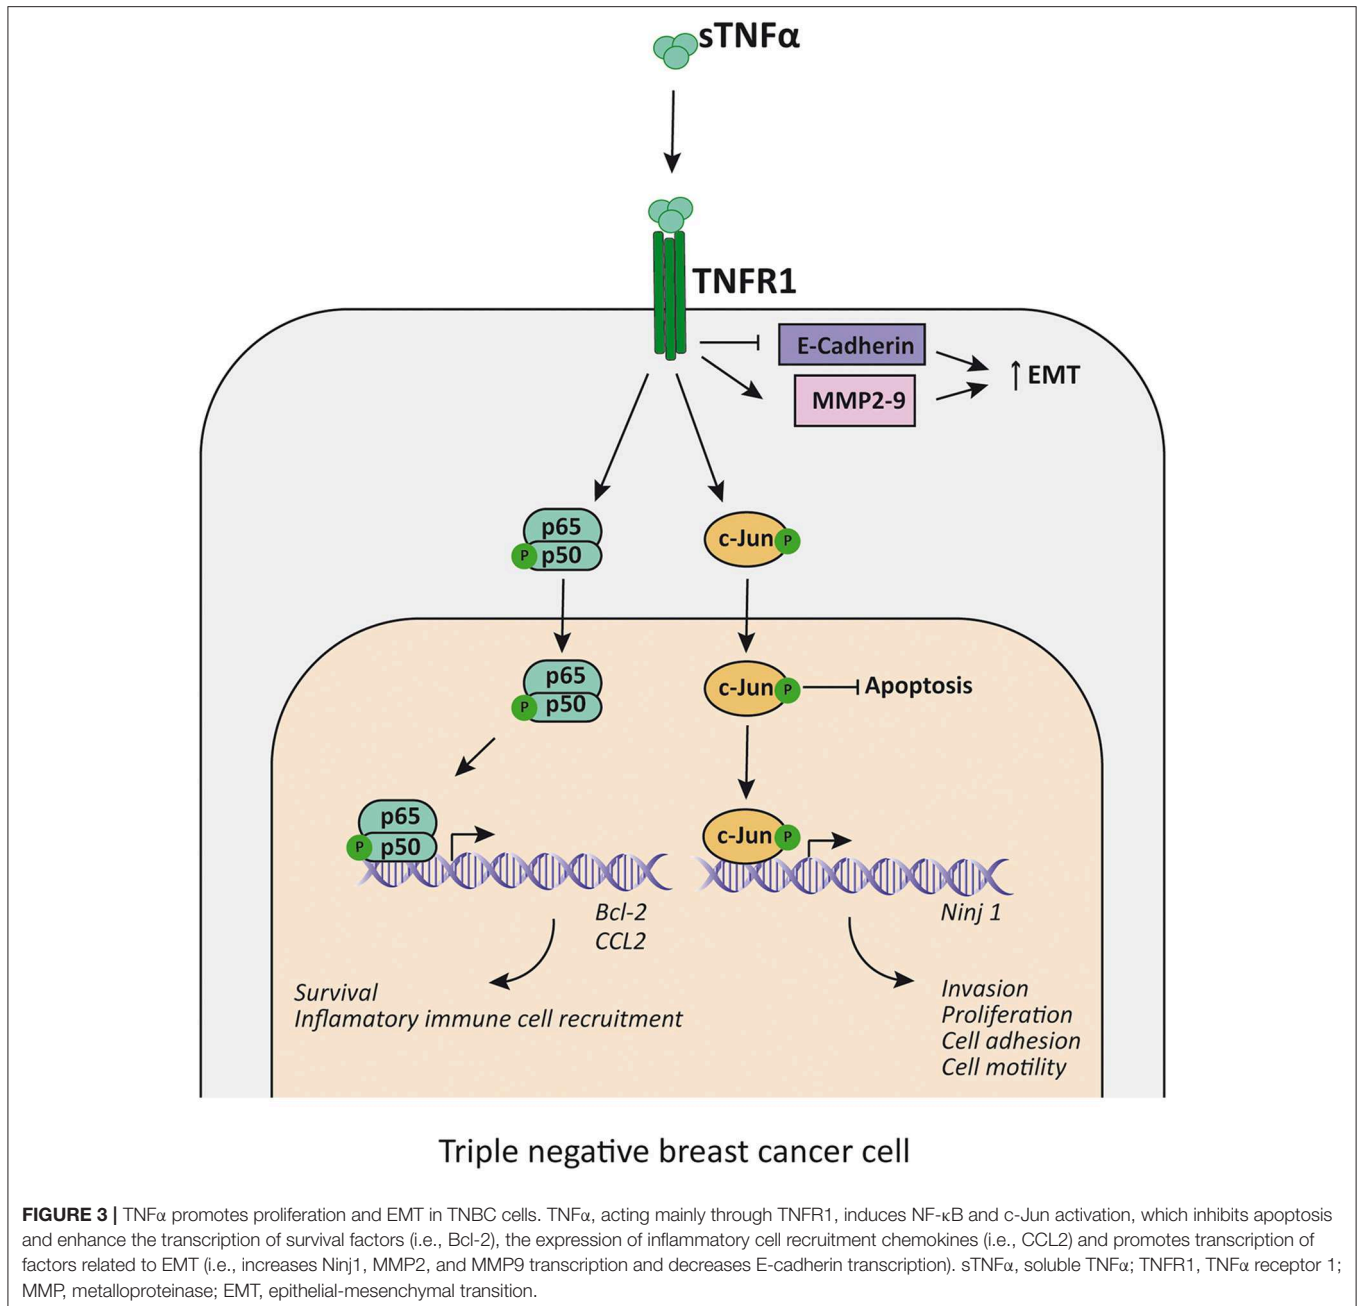 sTNFα
TNFR1
E-Cadherin
MMP2-9
↑ EMT
p65
P p50
c-Jun P
p65
P p50
c-Jun P
Apoptosis
p65
P p50
c-Jun P
Bcl-2
CCL2
Ninj 1
Survival
Inflamatory immune cell recruitment
Invasion
Proliferation
Cell adhesion
Cell motility
Triple negative breast cancer cell
FIGURE 3 | TNFα promotes proliferation and EMT in TNBC cells. TNFα, acting mainly through TNFR1, induces NF-κB and c-Jun activation, which inhibits apoptosis
and enhance the transcription of survival factors (i.e., Bcl-2), the expression of inflammatory cell recruitment chemokines (i.e., CCL2) and promotes transcription of
factors related to EMT (i.e., increases Ninj1, MMP2, and MMP9 transcription and decreases E-cadherin transcription). sTNFα, soluble TNFα; TNFR1, TNFα receptor 1;
MMP, metalloproteinase; EMT, epithelial-mesenchymal transition.